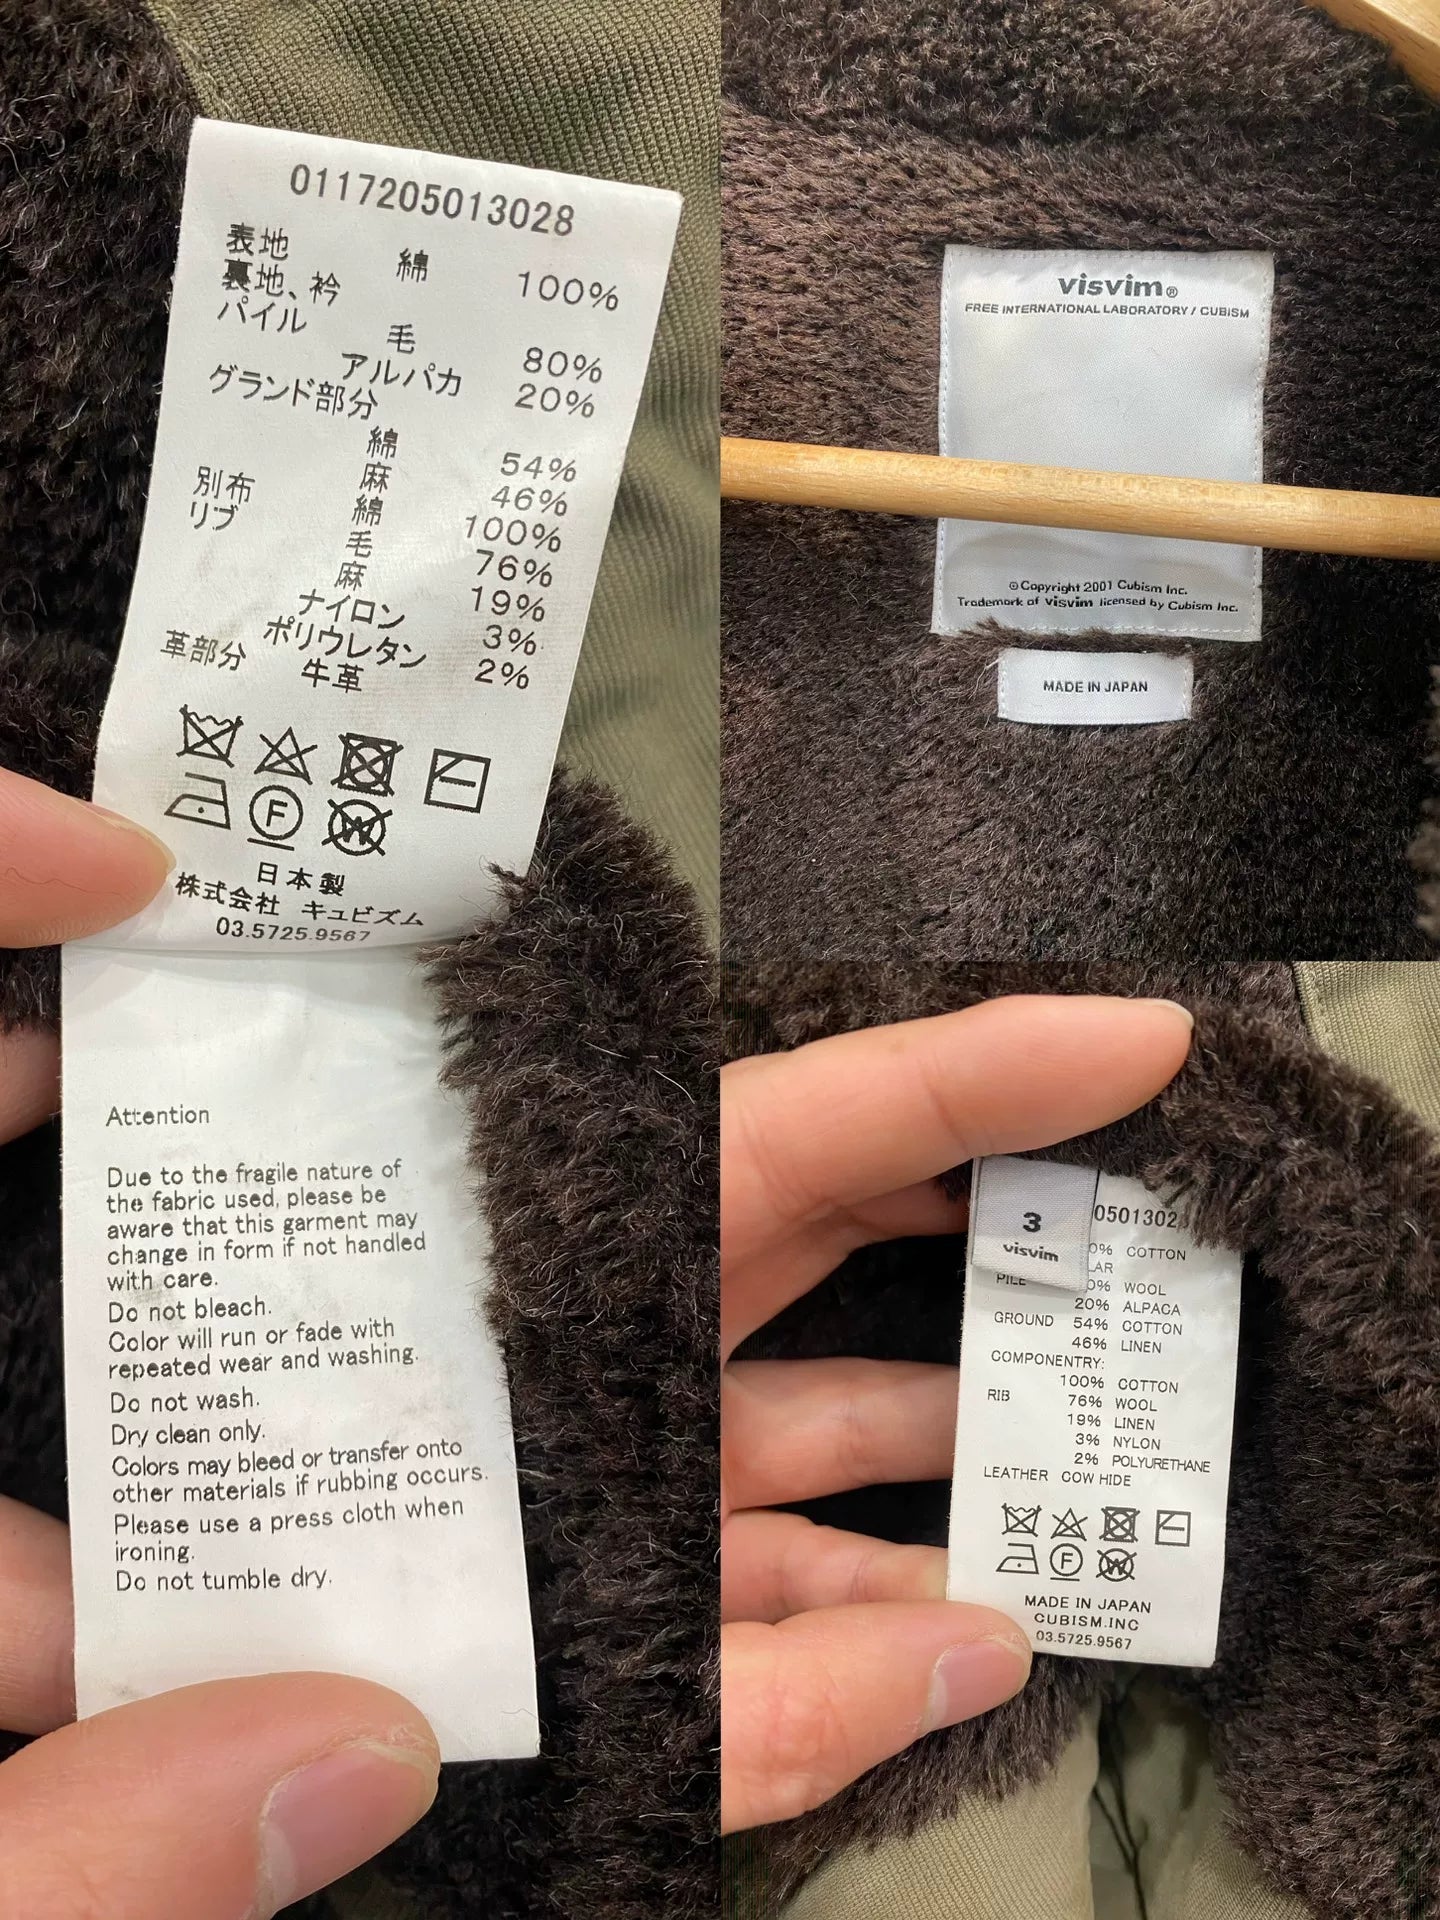 0117205013028
表地 綿 100%
裏地、衿
パイル 毛 80%
アルパカ 20%
グランド部分
綿 54%
麻 46%
別布 綿 100%
リブ 毛 76%
麻 19%
ナイロン 3%
ポリウレタン 2%
革部分 牛革
F
W
日本製
株式会社 キュビズム
03.5725.9567
Attention
Due to the fragile nature of
the fabric used, please be
aware that this garment may
change in form if not handled
with care.
Do not bleach.
Color will run or fade with
repeated wear and washing.
Do not wash.
Dry clean only.
Colors may bleed or transfer onto
other materials if rubbing occurs.
Please use a press cloth when
ironing.
Do not tumble dry.
visvim®
FREE INTERNATIONAL LABORATORY / CUBISM
©Copyright 2001 Cubism Inc.
Trademark of visvim licensed by Cubism Inc.
MADE IN JAPAN
3
visvim
COTTON
PILE WOOL
20% ALPACA
GROUND 54% COTTON
46% LINEN
COMPONENTRY:
100% COTTON
RIB 76% WOOL
19% LINEN
3% NYLON
2% POLYURETHANE
LEATHER COW HIDE
F
W
MADE IN JAPAN
CUBISM.INC
03.5725.9567